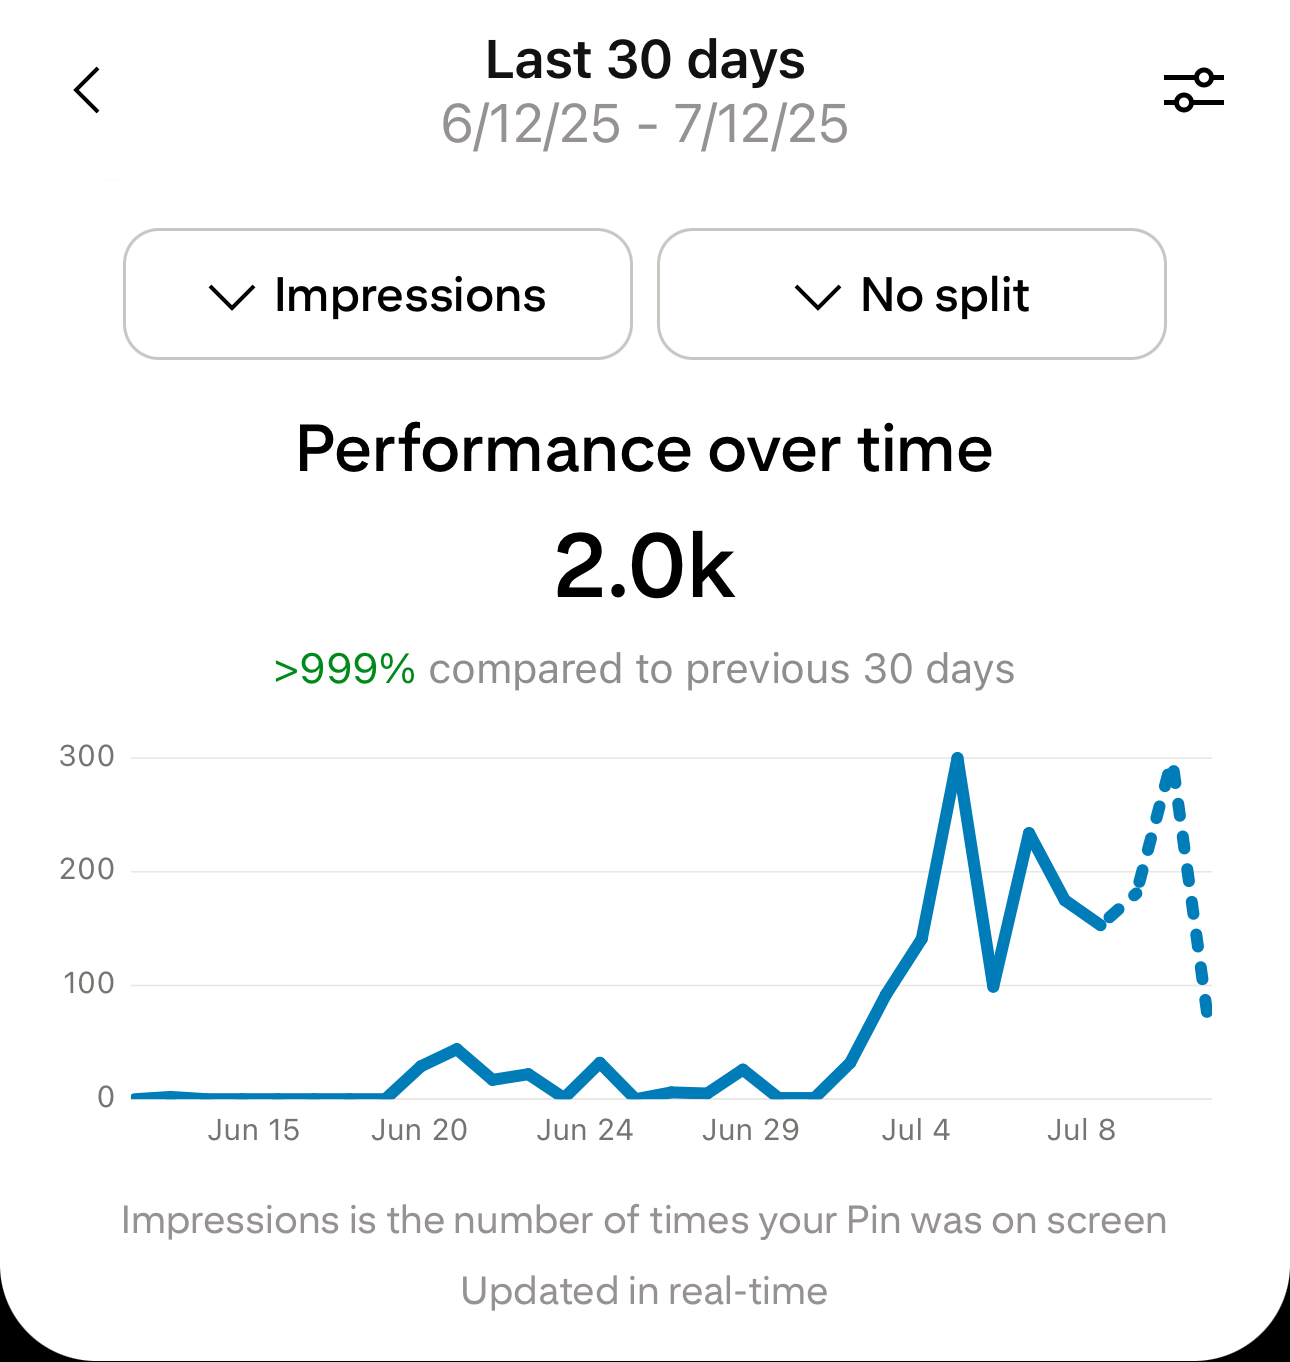 Last 30 days
6/12/25 - 7/12/25
Impressions
No split
Performance over time
2.0k
>999% compared to previous 30 days
300
200
100
0
Jun 15 Jun 20 Jun 24 Jun 29 Jul 4 Jul 8
Impressions is the number of times your Pin was on screen
Updated in real-time